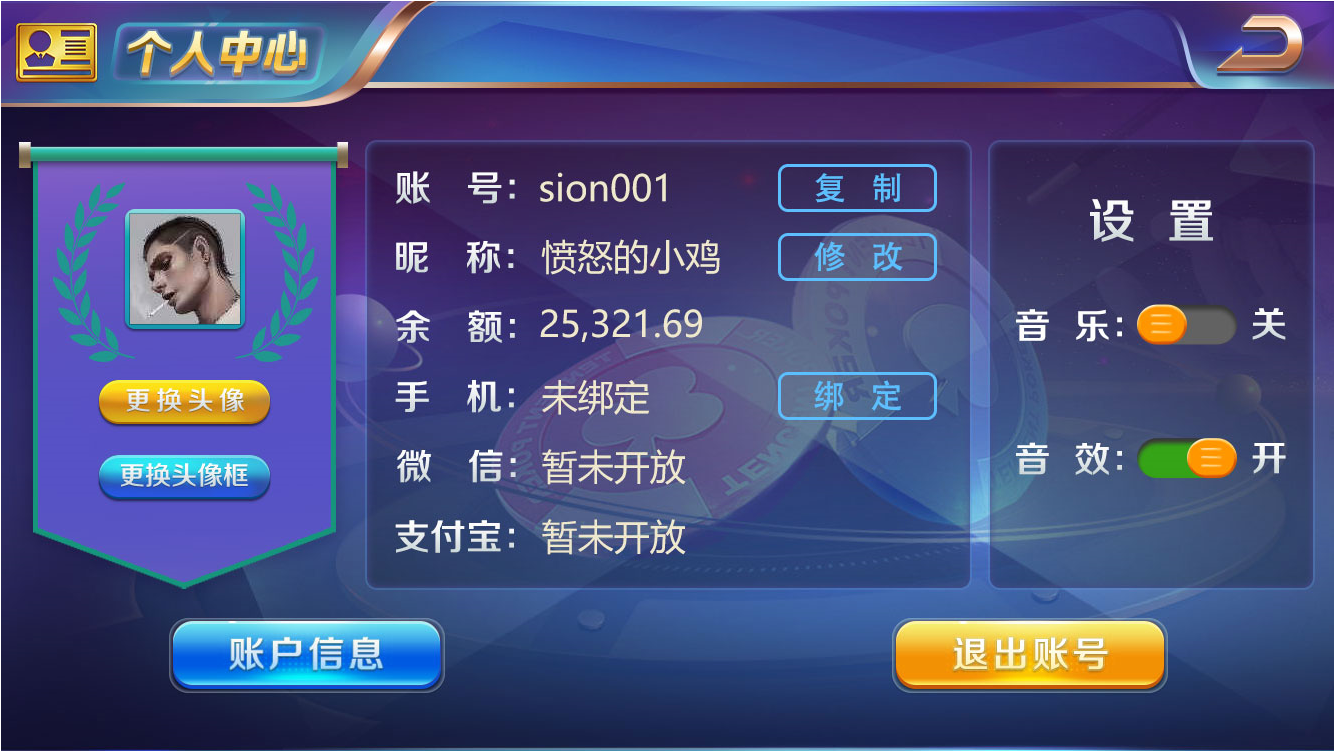 个人中心
账 号：sion001 复 制
昵 称：愤怒的小鸡 修 改
余 额：25,321.69
手 机：未绑定 绑 定
微 信：暂未开放
支付宝：暂未开放
更换头像
更换头像框
设 置
音 乐： 关
音 效： 开
账户信息
退出账号